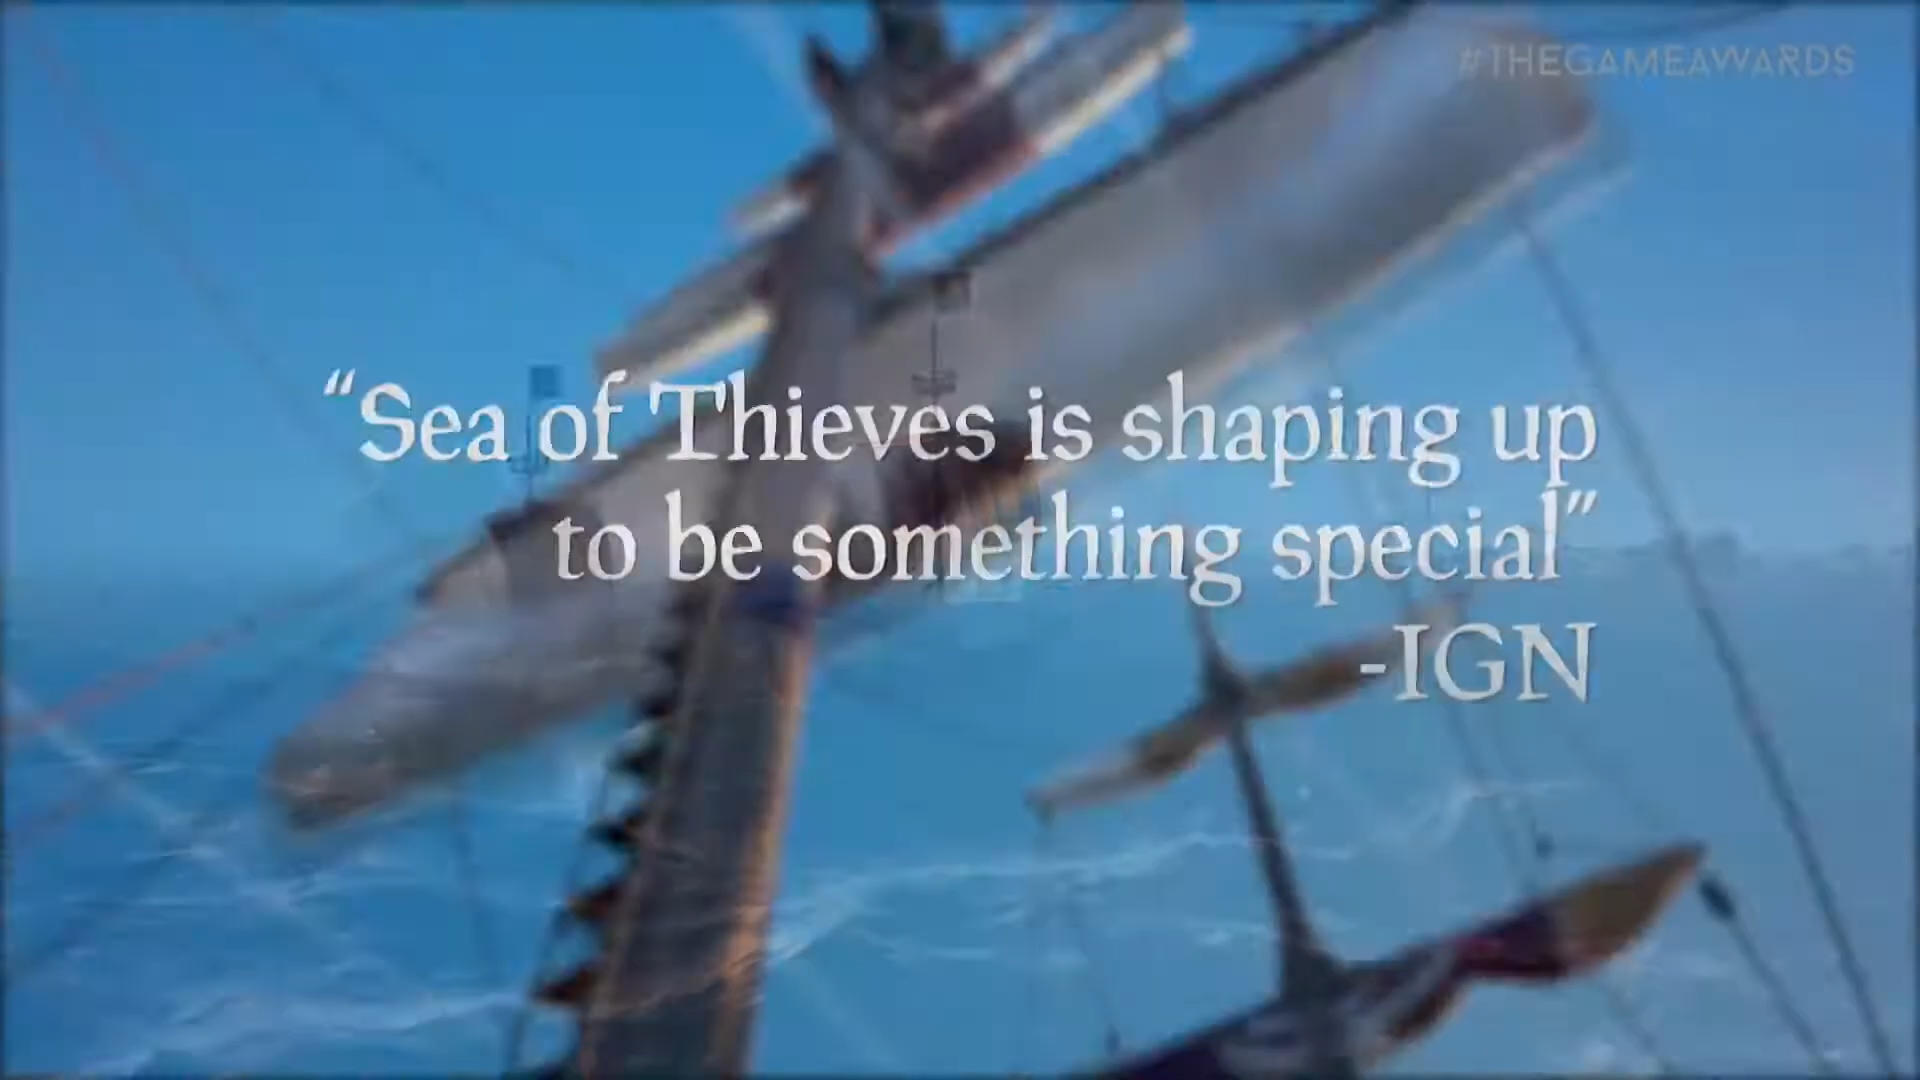 #THEGAMEAWARDS
“Sea of Thieves is shaping up
to be something special”
-IGN